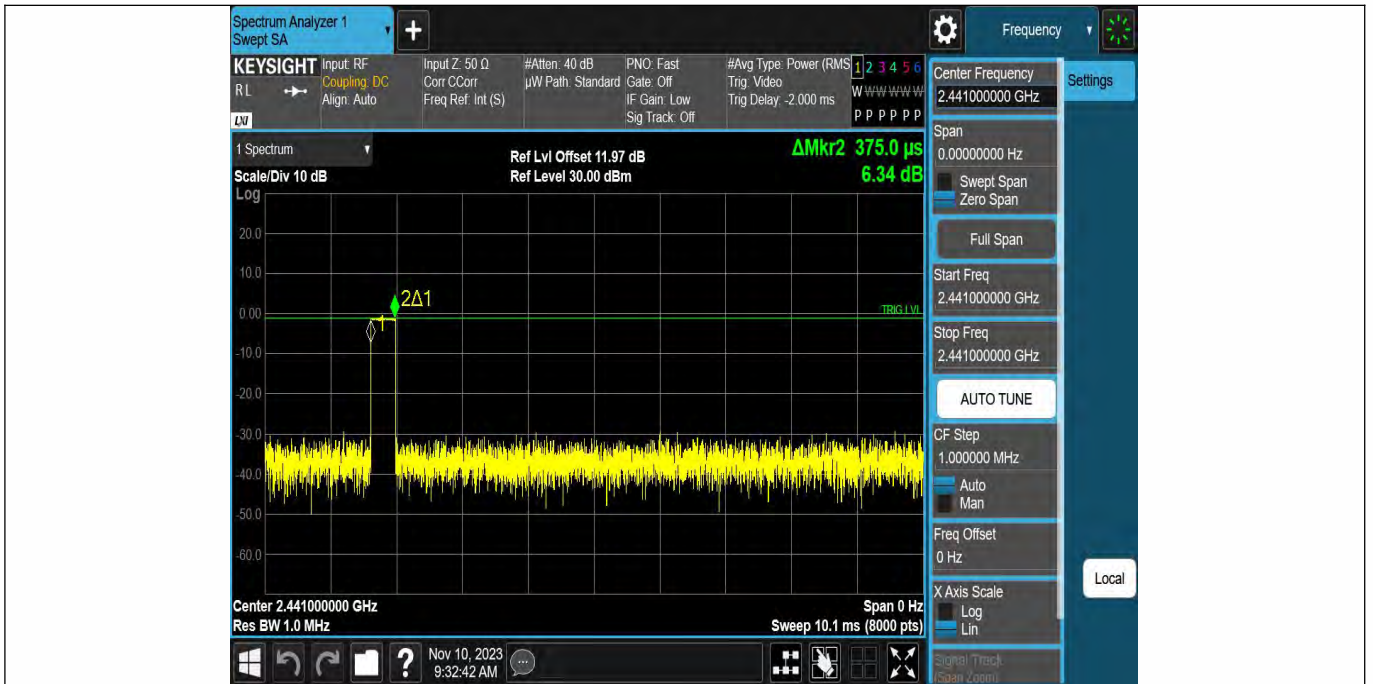 Spectrum Analyzer 1
Swept SA
+
Frequency
KEYSIGHT
RL
LXI
Input: RF
Coupling: DC
Align: Auto
Input Z: 50 Ω
Corr CCorr
Freq Ref: Int (S)
#Atten: 40 dB
µW Path: Standard
PNO: Fast
Gate: Off
IF Gain: Low
Sig Track: Off
#Avg Type: Power (RMS
Trig: Video
Trig Delay: -2.000 ms
1 2 3 4 5 6
W W W W W W
P P P P P P
1 Spectrum
Scale/Div 10 dB
Log
Ref Lvl Offset 11.97 dB
Ref Level 30.00 dBm
ΔMkr2 375.0 µs
6.34 dB
20.0
10.0
0.00
-10.0
-20.0
-30.0
-40.0
-50.0
-60.0
2Δ1
1
TRIG LVL
Center 2.441000000 GHz
Res BW 1.0 MHz
Span 0 Hz
Sweep 10.1 ms (8000 pts)
Center Frequency
2.441000000 GHz
Span
0.00000000 Hz
Swept Span
Zero Span
Full Span
Start Freq
2.441000000 GHz
Stop Freq
2.441000000 GHz
AUTO TUNE
CF Step
1.000000 MHz
Auto
Man
Freq Offset
0 Hz
X Axis Scale
Log
Lin
Signal Track
(Span Zoom)
Settings
Local
?
Nov 10, 2023
9:32:42 AM